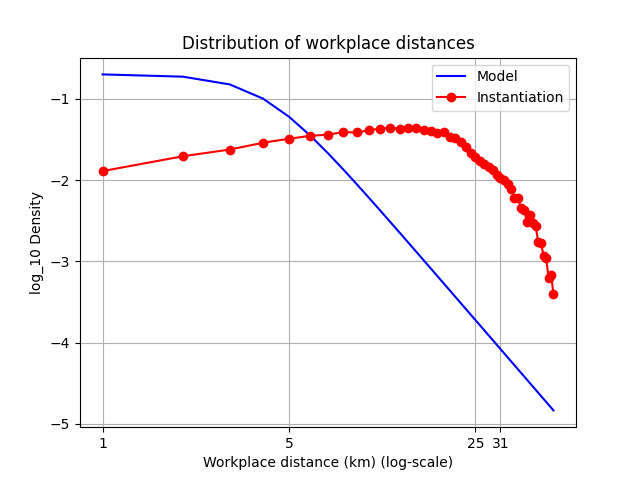 Distribution of workplace distances
Model
Instantiation
log_10 Density
−1
−2
−3
−4
−5
1
5
25
31
Workplace distance (km) (log-scale)